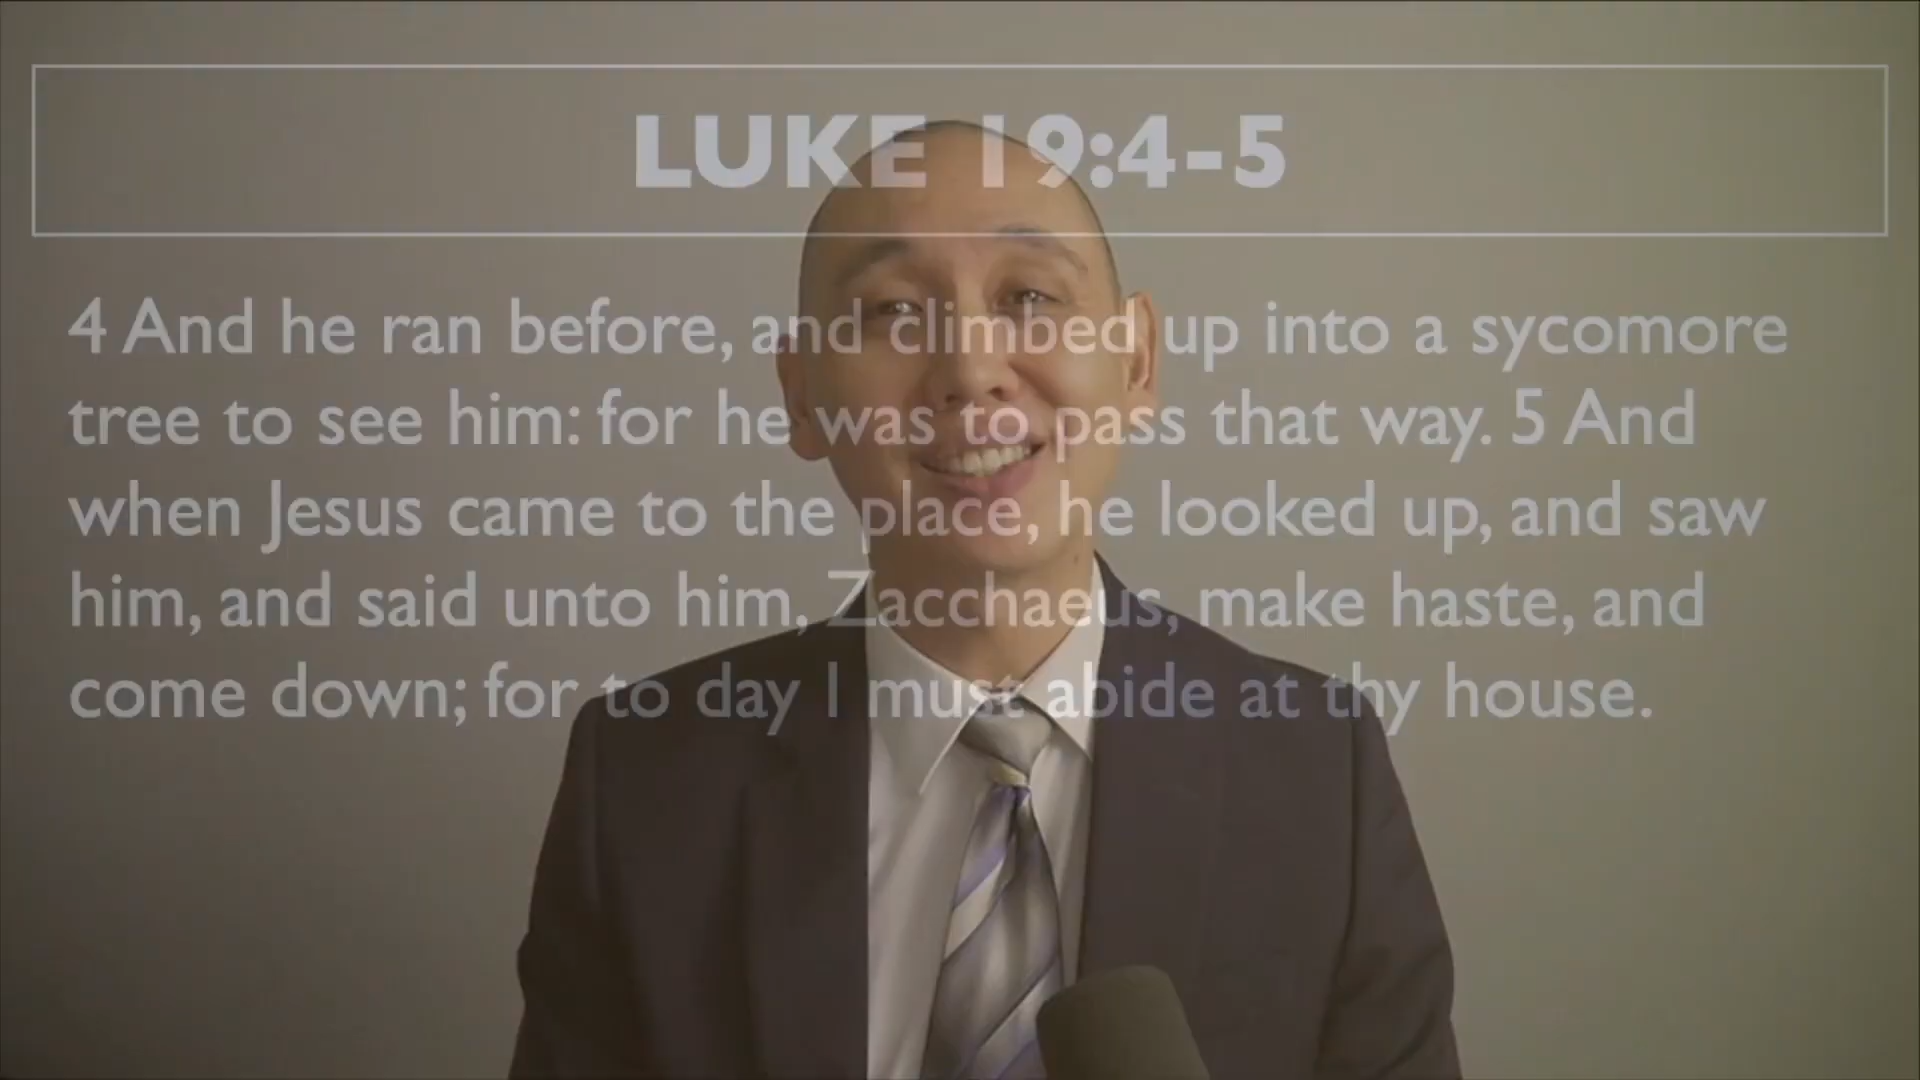 LUKE 19:4-5
4 And he ran before, and climbed up into a sycomore
tree to see him: for he was to pass that way. 5 And
when Jesus came to the place, he looked up, and saw
him, and said unto him, Zacchaeus, make haste, and
come down; for to day I must abide at thy house.